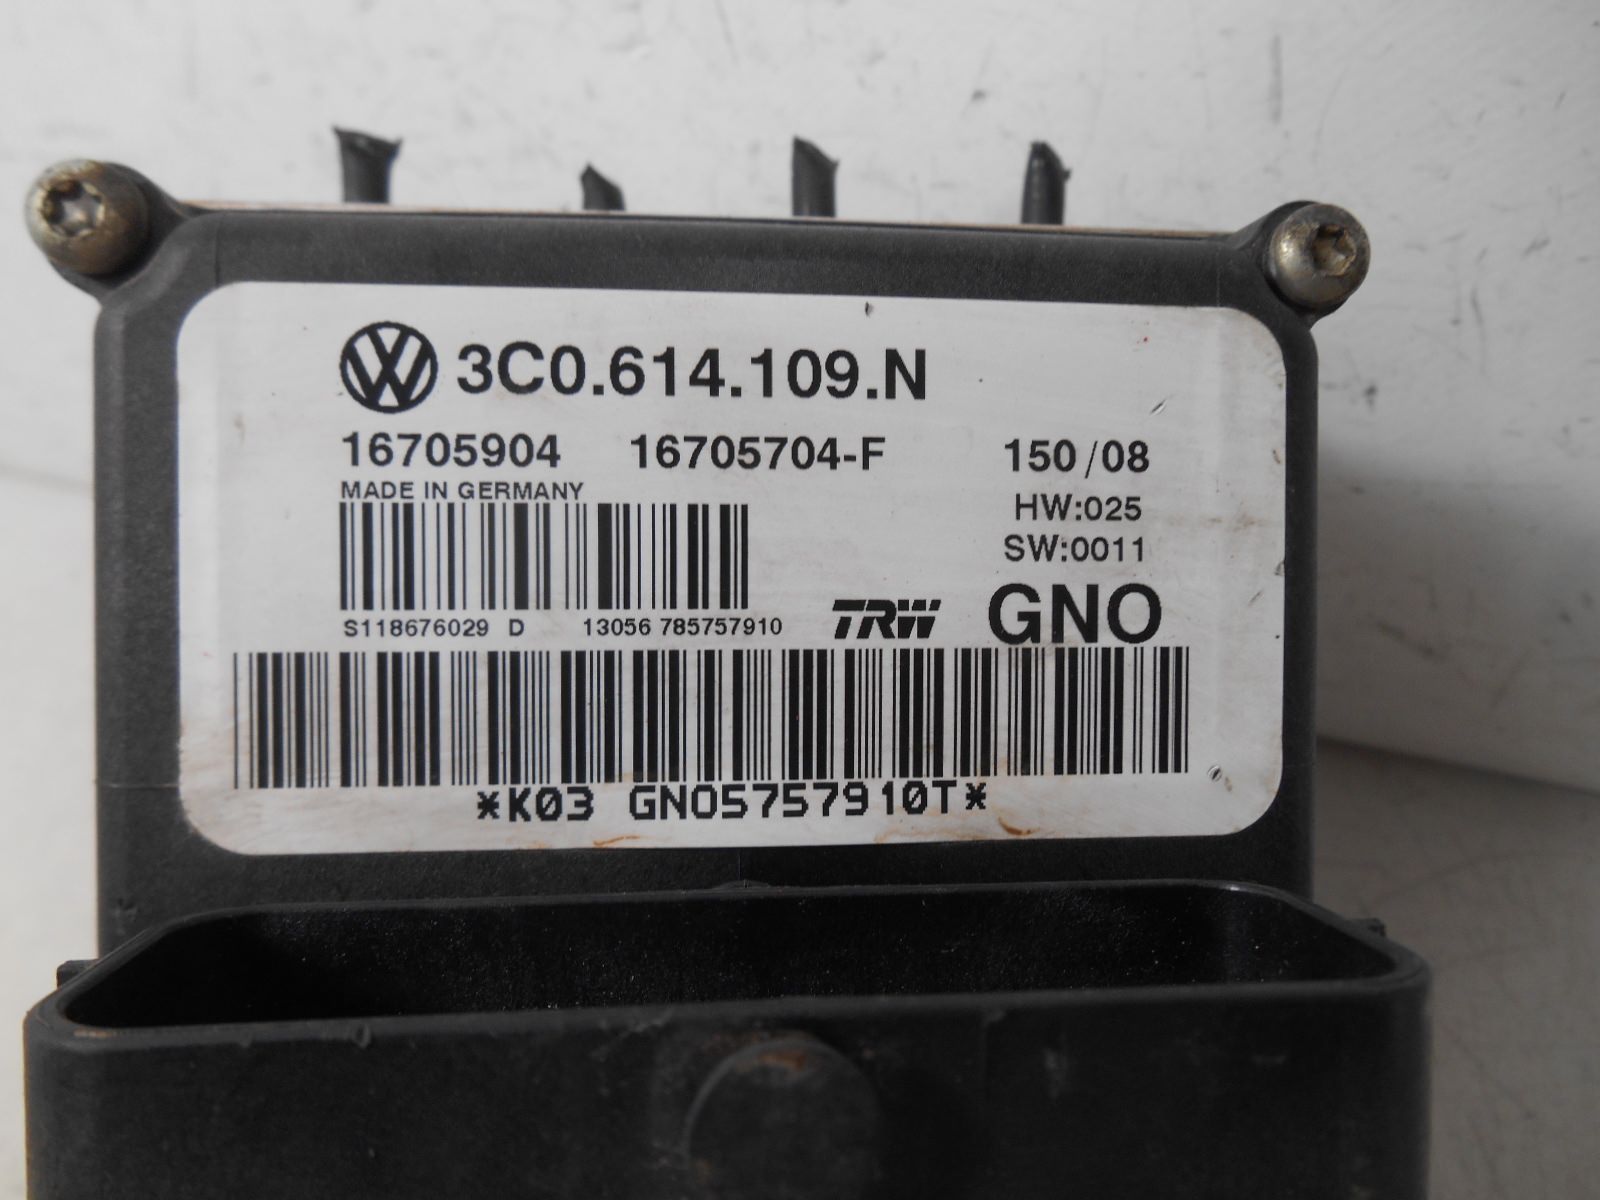 3C0.614.109.N
16705904 16705704-F 150/08
MADE IN GERMANY HW:025
SW:0011
S118676029 D 13056 785757910 TRW GNO
*K03 GNO5757910T*